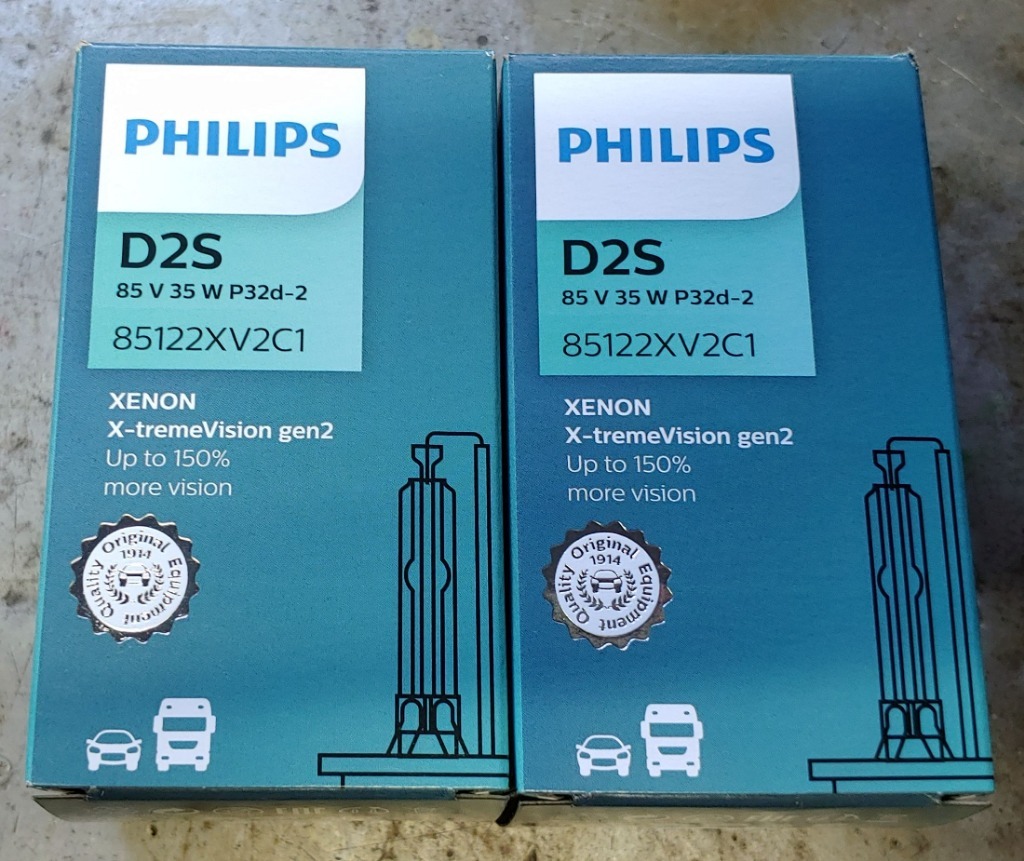 PHILIPS
D2S
85 V 35 W P32d-2
85122XV2C1
XENON
X-tremeVision gen2
Up to 150%
more vision
Original Equipment Quality
1914
PHILIPS
D2S
85 V 35 W P32d-2
85122XV2C1
XENON
X-tremeVision gen2
Up to 150%
more vision
Original Equipment Quality
1914